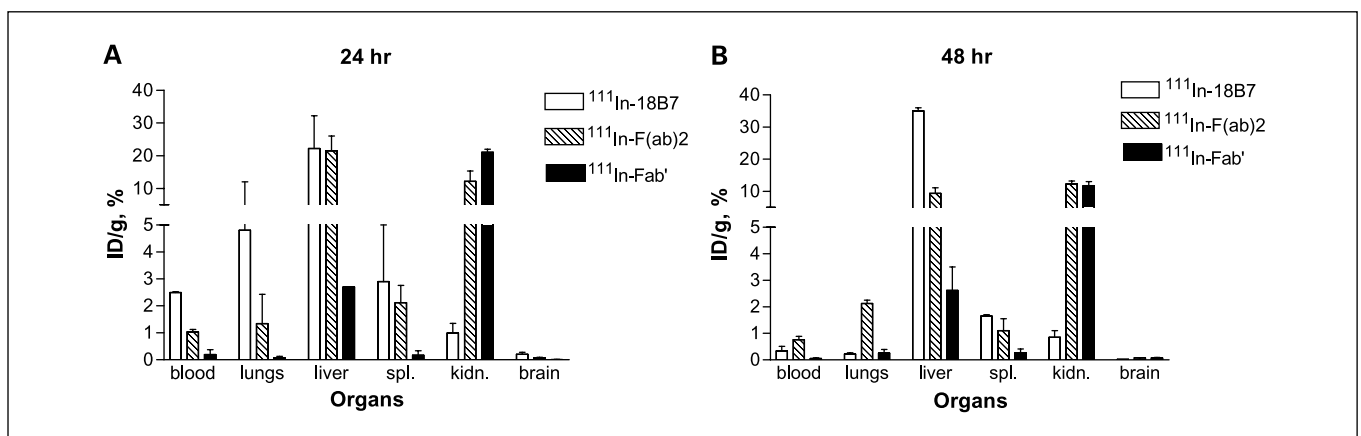 A
24 hr
ID/g, %
40
30
20
10
5
4
3
2
1
0
blood lungs liver spl. kidn. brain
Organs
111In-18B7
111In-F(ab)2
111In-Fab'
B
48 hr
ID/g, %
40
30
20
10
5
4
3
2
1
0
blood lungs liver spl. kidn. brain
Organs
111In-18B7
111In-F(ab)2
111In-Fab'